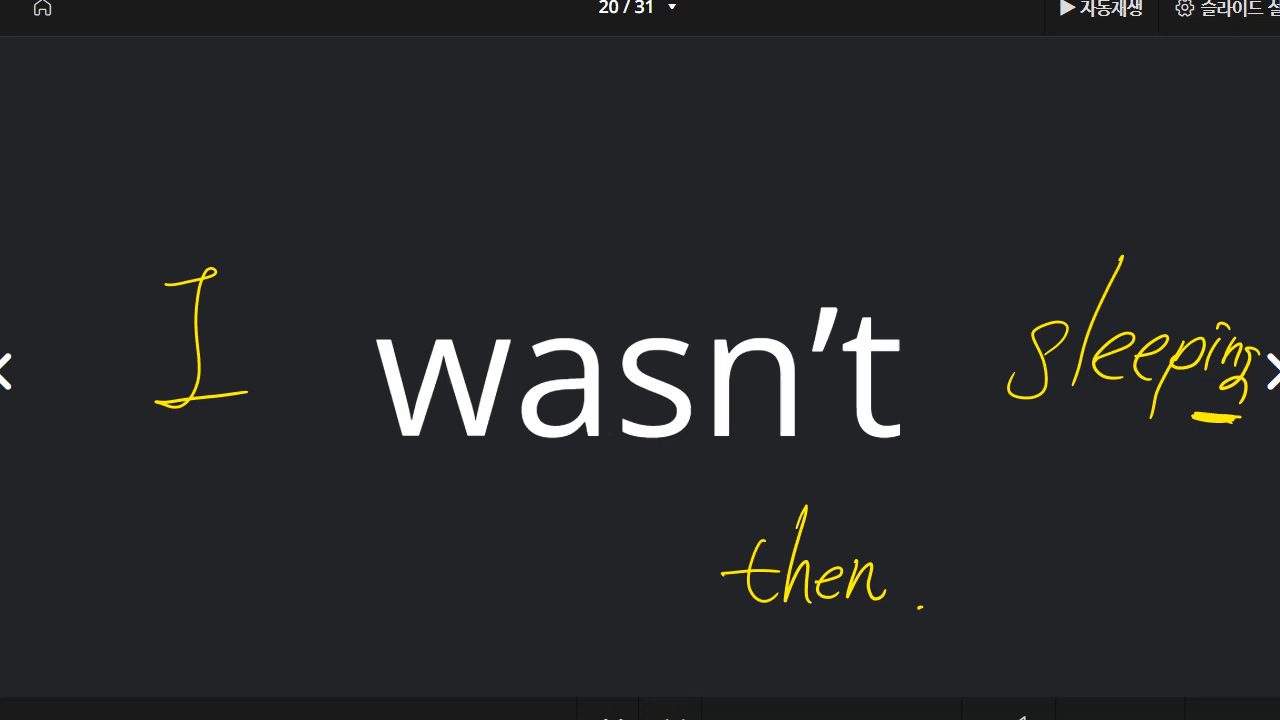 20 / 31 ▼ ▶ 자동재생 슬라이드
I wasn’t sleeping
then.